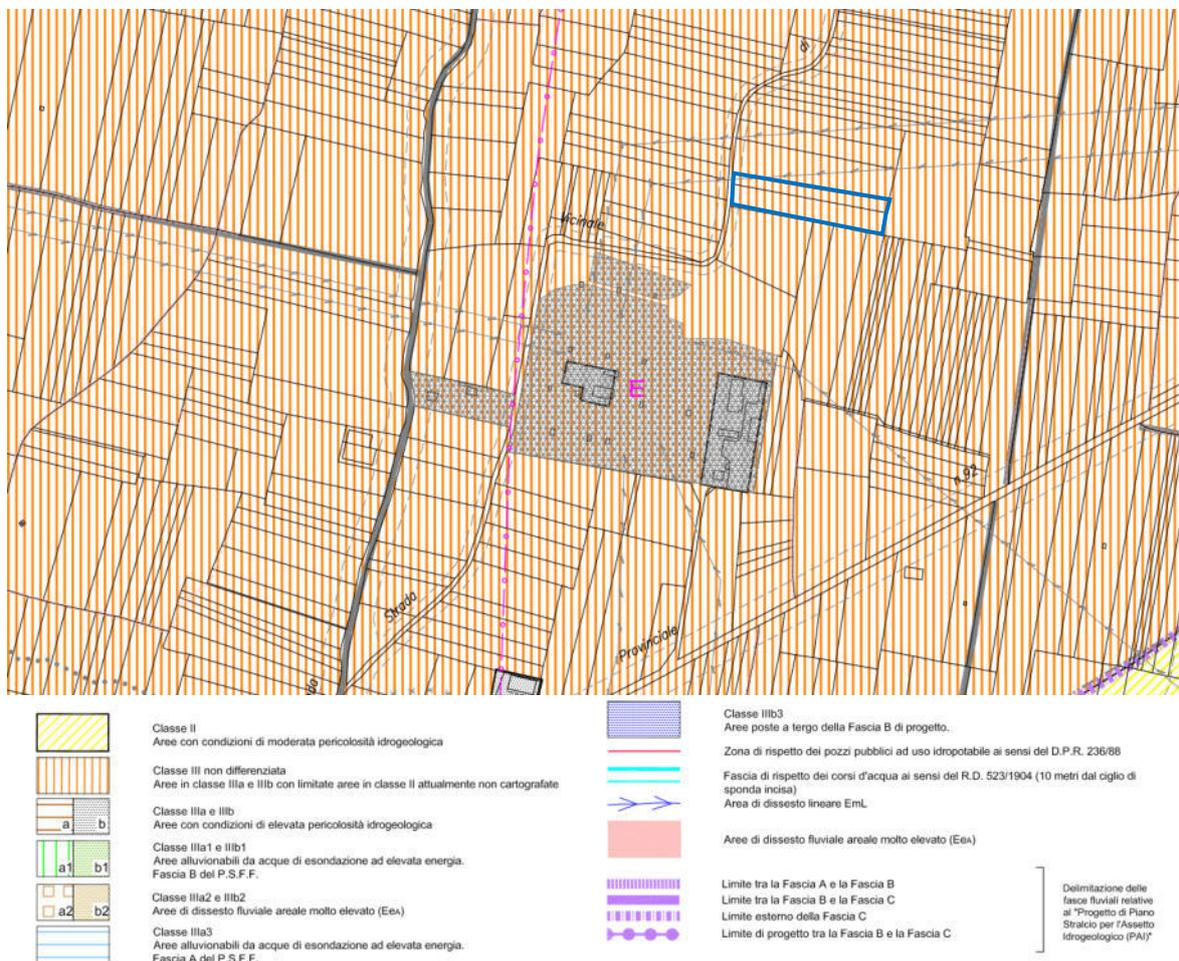 di
Vicinale
E
n.92
Strada
Provinciale
Classe II
Aree con condizioni di moderata pericolosità idrogeologica
Classe III non differenziata
Aree in classe IIIa e IIIb con limitate aree in classe II attualmente non cartografate
a b
Classe IIIa e IIIb
Aree con condizioni di elevata pericolosità idrogeologica
a1 b1
Classe IIIa1 e IIIb1
Aree alluvionabili da acque di esondazione ad elevata energia.
Fascia B del P.S.F.F.
a2 b2
Classe IIIa2 e IIIb2
Aree di dissesto fluviale areale molto elevato (EeA)
Classe IIIa3
Aree alluvionabili da acque di esondazione ad elevata energia.
Fascia A del P.S.F.F.
Classe IIIb3
Aree poste a tergo della Fascia B di progetto.
Zona di rispetto dei pozzi pubblici ad uso idropotabile ai sensi del D.P.R. 236/88
Fascia di rispetto dei corsi d'acqua ai sensi del R.D. 523/1904 (10 metri dal ciglio di
sponda incisa)
Area di dissesto lineare EmL
Aree di dissesto fluviale areale molto elevato (EeA)
Limite tra la Fascia A e la Fascia B
Limite tra la Fascia B e la Fascia C
Limite esterno della Fascia C
Limite di progetto tra la Fascia B e la Fascia C
Delimitazione delle
fasce fluviali relative
al "Progetto di Piano
Stralcio per l'Assetto
Idrogeologico (PAI)"